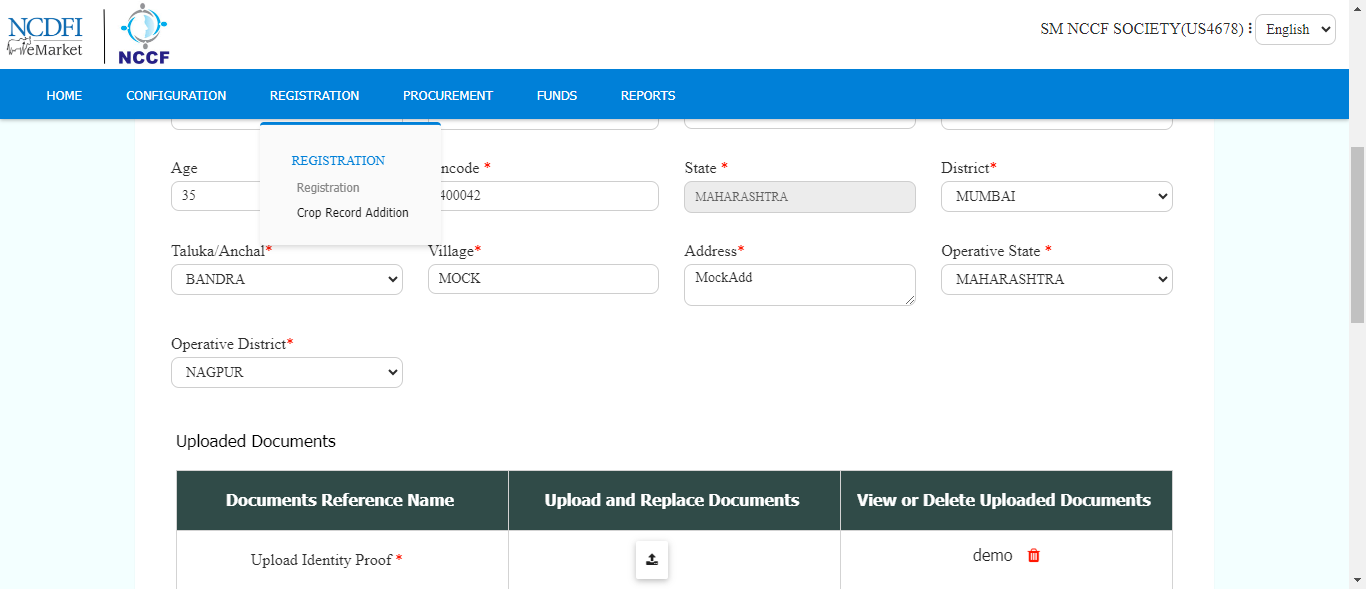 NCDFI
eMarket
NCCF
SM NCCF SOCIETY(US4678)
English
HOME CONFIGURATION REGISTRATION PROCUREMENT FUNDS REPORTS
REGISTRATION
Registration
Crop Record Addition
Age
35
ncode *
400042
State *
MAHARASHTRA
District*
MUMBAI
Taluka/Anchal*
BANDRA
Village*
MOCK
Address*
MockAdd
Operative State *
MAHARASHTRA
Operative District*
NAGPUR
Uploaded Documents
Documents Reference Name Upload and Replace Documents View or Delete Uploaded Documents
Upload Identity Proof * demo